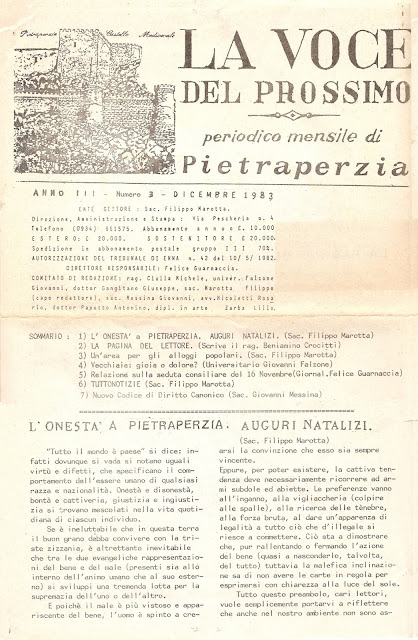 Pietraperzia Castello Medioevale
LA VOCE
DEL PROSSIMO
periodico mensile di
Pietraperzia
ANNO III - Numero 3 - DICEMBRE 1983
ENTE GESTORE: Sac. Filippo Marotta.
Direzione, Amministrazione e Stampa: Via Pescheria n. 4
Telefono (0934) 661575. Abbonamento annuo £. 10.000
ESTERO: £ 20.000. SOSTENITORE £ 20.000.
Spedizione in abbonamento postale gruppo III 70%.
AUTORIZZAZIONE DEL TRIBUNALE DI ENNA n. 42 del 10/ 5/ 1982.
DIRETTORE RESPONSABILE: Felice Guarnaccia.
COMITATO DI REDAZIONE: rag. Ciulla Michele, univer. Falzone
Giovanni, dottor Gangitano Giuseppe, sac. Marotta Filippo
(capo redattore), sac. Messina Giovanni, avv. Nicoletti Rosa
rio, dottor Paputto Antonino, dipl. in arte Zarba Lillo.
SOMMARIO : 1) L' ONESTA' a PIETRAPERZIA. AUGURI NATALIZI. (Sac. Filippo Marotta)
2) LA PAGINA DEL LETTORE. (Scrive il rag. Beniamino Crocitti)
3) Un'area per gli alloggi popolari. (Sac. Filippo Marotta)
4) Vecchiaia: gioia o dolore? (Universitario Giovanni Falzone)
5) Relazione sulla seduta consiliare del 16 Novembre(Giornal.Felice Guarnaccia)
6) TUTTONOTIZIE (Sac. Filippo Marotta)
7) Nuovo Codice di Diritto Canonico (Sac. Giovanni Messina)
L'ONESTA' A PIETRAPERZIA. AUGURI NATALIZI.
(Sac. Filippo Marotta)
"Tutto il mondo è paese" si dice: in-
fatti dovunque si vada si notano uguali
virtù e difetti, che specificano il com-
portamento dell'essere umano di qualsiasi
razza e nazionalità. Onestà e disonestà,
bontà e cattiveria, giustizia e ingiusti-
zia si trovano mescolati nella vita quoti-
diana di ciascun individuo.
Se è ineluttabile che in questa terra
il buon grano debba convivere con la tri-
ste zizzania, è altrettanto inevitabile
che tra le due evangeliche rappresentazio-
ni del bene e del male (presenti sia allo
interno dell'animo umano che al suo ester-
no) si sviluppi una tremenda lotta per la
supremazia dell'uno o dell'altro.
E poichè il male è più vistoso e appa-
riscente del bene, l'uomo è spinto a cre-
arsi la convinzione che esso sia sempre
vincente.
Eppure, per poter esistere, la cattiva ten-
denza deve necessariamente ricorrere ad ar-
mi subdole ed abiette. Le preferenze vanno
all'inganno, alla vigliaccheria (colpire
alle spalle), alla ricerca delle tenebre,
alla forza bruta, al dare un'apparenza di
legalità a tutto ciò che d'illegale si
riesce a commettere. Ciò sta a dimostrare
che, pur rallentando o fermando l'azione
del bene (quasi a nasconderlo, talvolta,
del tutto) tuttavia la malefica inclinazio-
ne sa di non avere le carte in regola per
esprimersi con chiarezza alla luce del sole.
Tutto questo preambolo, cari lettori,
vuole semplicemente portarvi a riflettere
che anche nel nostro ambiente non sono as-